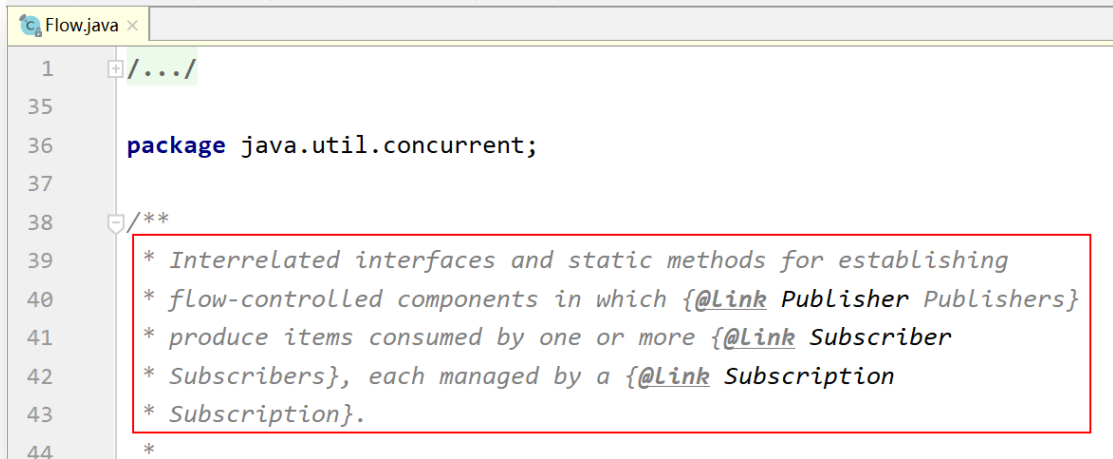 Flow.java
1 /.../
35
36 package java.util.concurrent;
37
38 /**
39 * Interrelated interfaces and static methods for establishing
40 * flow-controlled components in which {@link Publisher Publishers}
41 * produce items consumed by one or more {@link Subscriber
42 * Subscribers}, each managed by a {@link Subscription
43 * Subscription}.
44 *